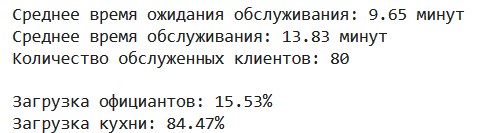 Среднее время ожидания обслуживания: 9.65 минут
Среднее время обслуживания: 13.83 минут
Количество обслуженных клиентов: 80
Загрузка официантов: 15.53%
Загрузка кухни: 84.47%